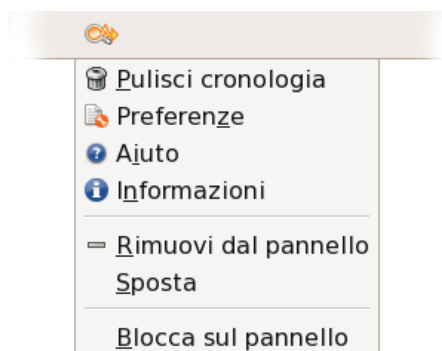 Pulisci cronologia
Preferenze
Aiuto
Informazioni
Rimuovi dal pannello
Sposta
Blocca sul pannello